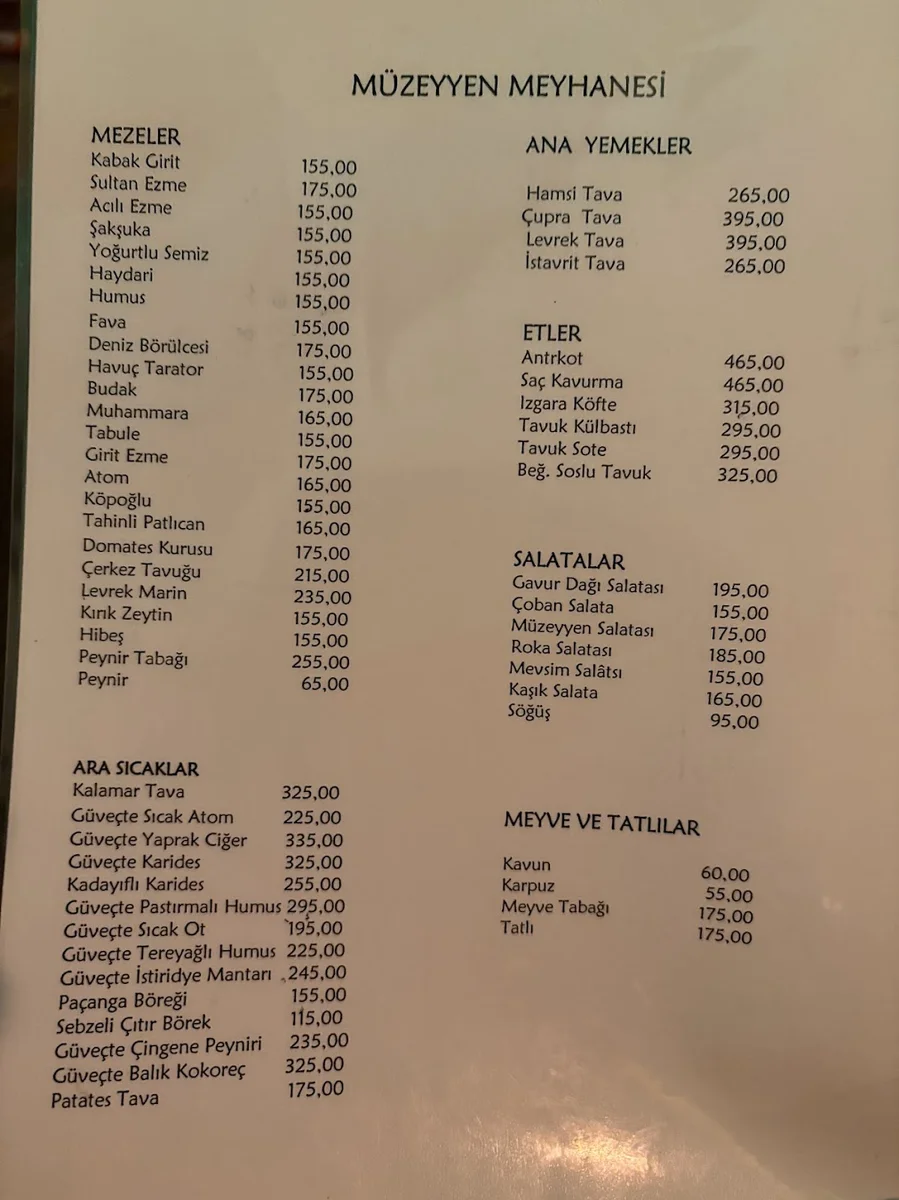 MÜZEYYEN MEYHANESİ
MEZELER
Kabak Girit 155,00
Sultan Ezme 175,00
Acılı Ezme 155,00
Şakşuka 155,00
Yoğurtlu Semiz 155,00
Haydari 155,00
Humus 155,00
Fava 155,00
Deniz Börülcesi 175,00
Havuç Tarator 155,00
Budak 175,00
Muhammara 165,00
Tabule 155,00
Girit Ezme 175,00
Atom 165,00
Köpoğlu 155,00
Tahinli Patlıcan 165,00
Domates Kurusu 175,00
Çerkez Tavuğu 215,00
Levrek Marin 235,00
Kırık Zeytin 155,00
Hibeş 155,00
Peynir Tabağı 255,00
Peynir 65,00
ARA SICAKLAR
Kalamar Tava 325,00
Güveçte Sıcak Atom 225,00
Güveçte Yaprak Ciğer 335,00
Güveçte Karides 325,00
Kadayıflı Karides 255,00
Güveçte Pastırmalı Humus 295,00
Güveçte Sıcak Ot 195,00
Güveçte Tereyağlı Humus 225,00
Güveçte İstiridye Mantarı 245,00
Paçanga Böreği 155,00
Sebzeli Çıtır Börek 115,00
Güveçte Çingene Peyniri 235,00
Güveçte Balık Kokoreç 325,00
Patates Tava 175,00
ANA YEMEKLER
Hamsi Tava 265,00
Çupra Tava 395,00
Levrek Tava 395,00
İstavrit Tava 265,00
ETLER
Antrkot 465,00
Saç Kavurma 465,00
Izgara Köfte 315,00
Tavuk Külbastı 295,00
Tavuk Sote 295,00
Beğ. Soslu Tavuk 325,00
SALATALAR
Gavur Dağı Salatası 195,00
Çoban Salata 155,00
Müzeyyen Salatası 175,00
Roka Salatası 185,00
Mevsim Salâtsı 155,00
Kaşık Salata 165,00
Söğüş 95,00
MEYVE VE TATLILAR
Kavun 60,00
Karpuz 55,00
Meyve Tabağı 175,00
Tatlı 175,00